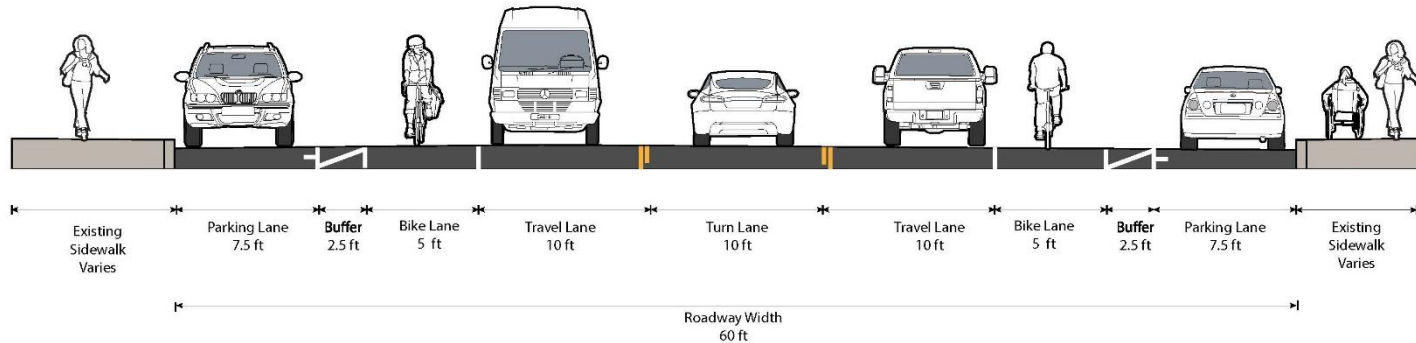 Existing
Sidewalk
Varies
Parking Lane
7.5 ft
Buffer
2.5 ft
Bike Lane
5 ft
Travel Lane
10 ft
Turn Lane
10 ft
Travel Lane
10 ft
Bike Lane
5 ft
Buffer
2.5 ft
Parking Lane
7.5 ft
Existing
Sidewalk
Varies
Roadway Width
60 ft